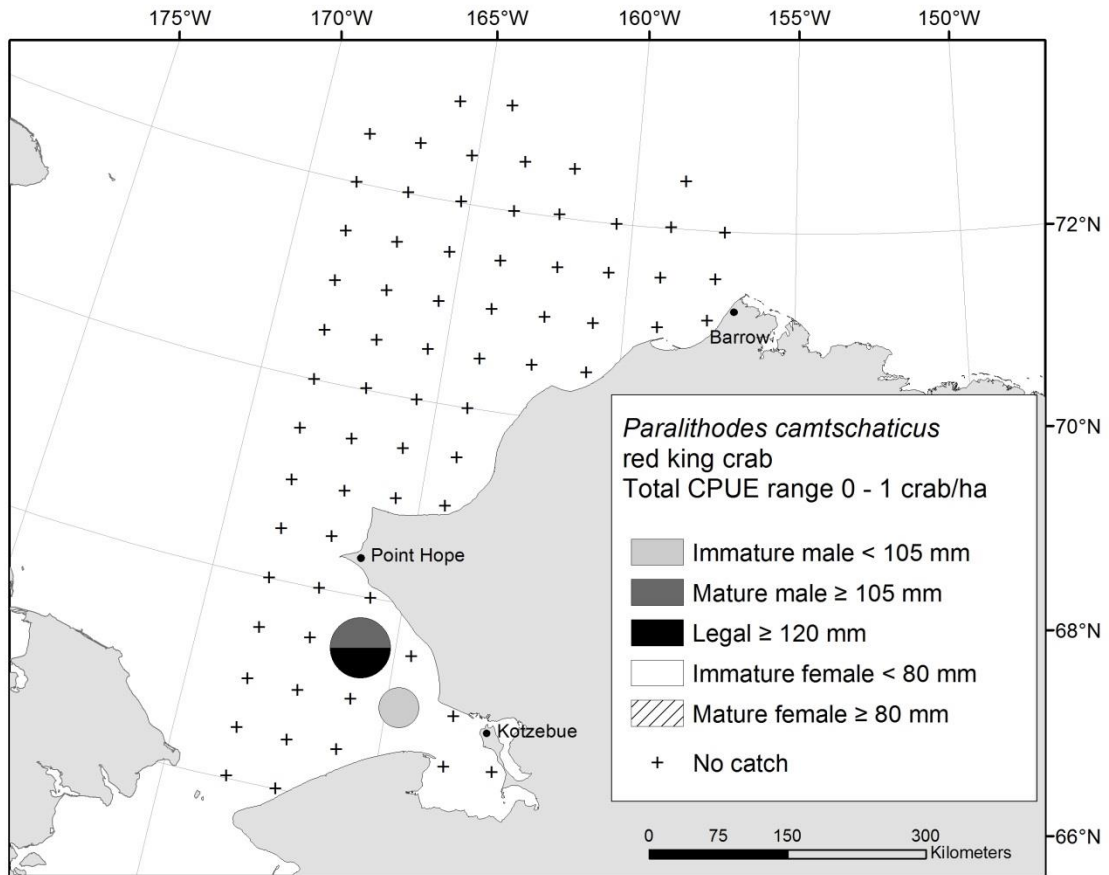 175°W 170°W 165°W 160°W 155°W 150°W
72°N
Barrow
Paralithodes camtschaticus
red king crab
Total CPUE range 0 - 1 crab/ha
70°N
Immature male < 105 mm
Point Hope
Mature male ≥ 105 mm
Legal ≥ 120 mm
68°N
Immature female < 80 mm
Mature female ≥ 80 mm
Kotzebue
No catch
0 75 150 300
Kilometers
66°N